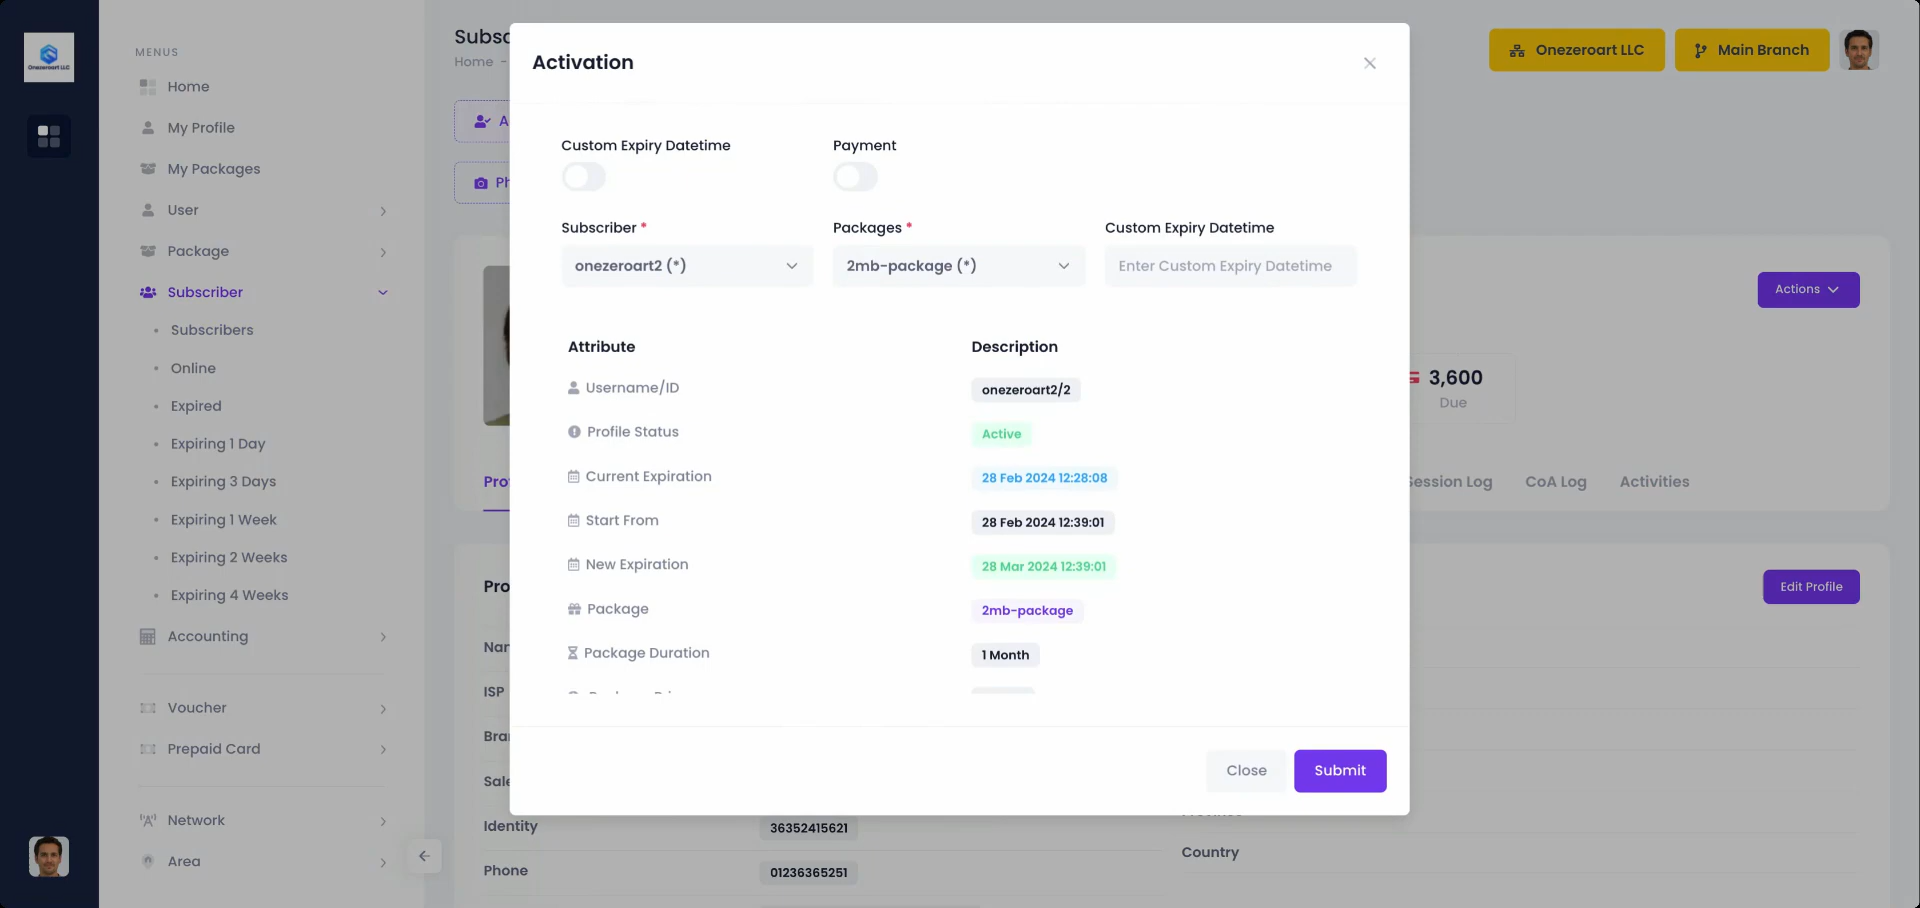 Onezeroart LLC
MENUS
Home
My Profile
My Packages
User
Package
Subscriber
Subscribers
Online
Expired
Expiring 1 Day
Expiring 3 Days
Expiring 1 Week
Expiring 2 Weeks
Expiring 4 Weeks
Accounting
Voucher
Prepaid Card
Network
Area
Home -
Onezeroart LLC
Main Branch
Activation
Custom Expiry Datetime
Payment
Subscriber *
Packages *
Custom Expiry Datetime
onezeroart2 (*)
2mb-package (*)
Enter Custom Expiry Datetime
Attribute
Description
Username/ID
onezeroart2/2
Profile Status
Active
Current Expiration
28 Feb 2024 12:28:08
Start From
28 Feb 2024 12:39:01
New Expiration
28 Mar 2024 12:39:01
Package
2mb-package
Package Duration
1 Month
Close
Submit
Actions
3,600
Due
Session Log
CoA Log
Activities
Edit Profile
ISP
Identity
36352415621
Phone
01236365251
Country